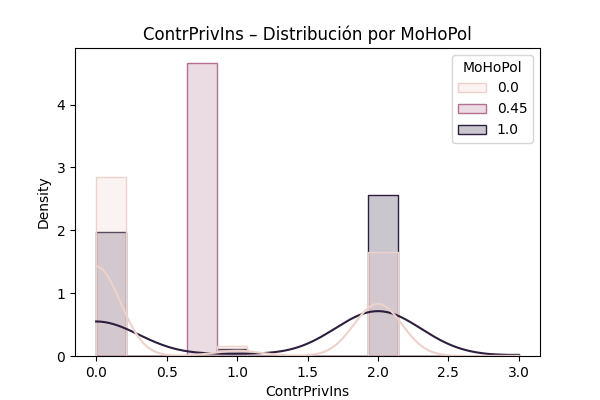 ContrPrivIns – Distribución por MoHoPol
MoHoPol
0.0
0.45
1.0
Density
4
3
2
1
0
0.0 0.5 1.0 1.5 2.0 2.5 3.0
ContrPrivIns